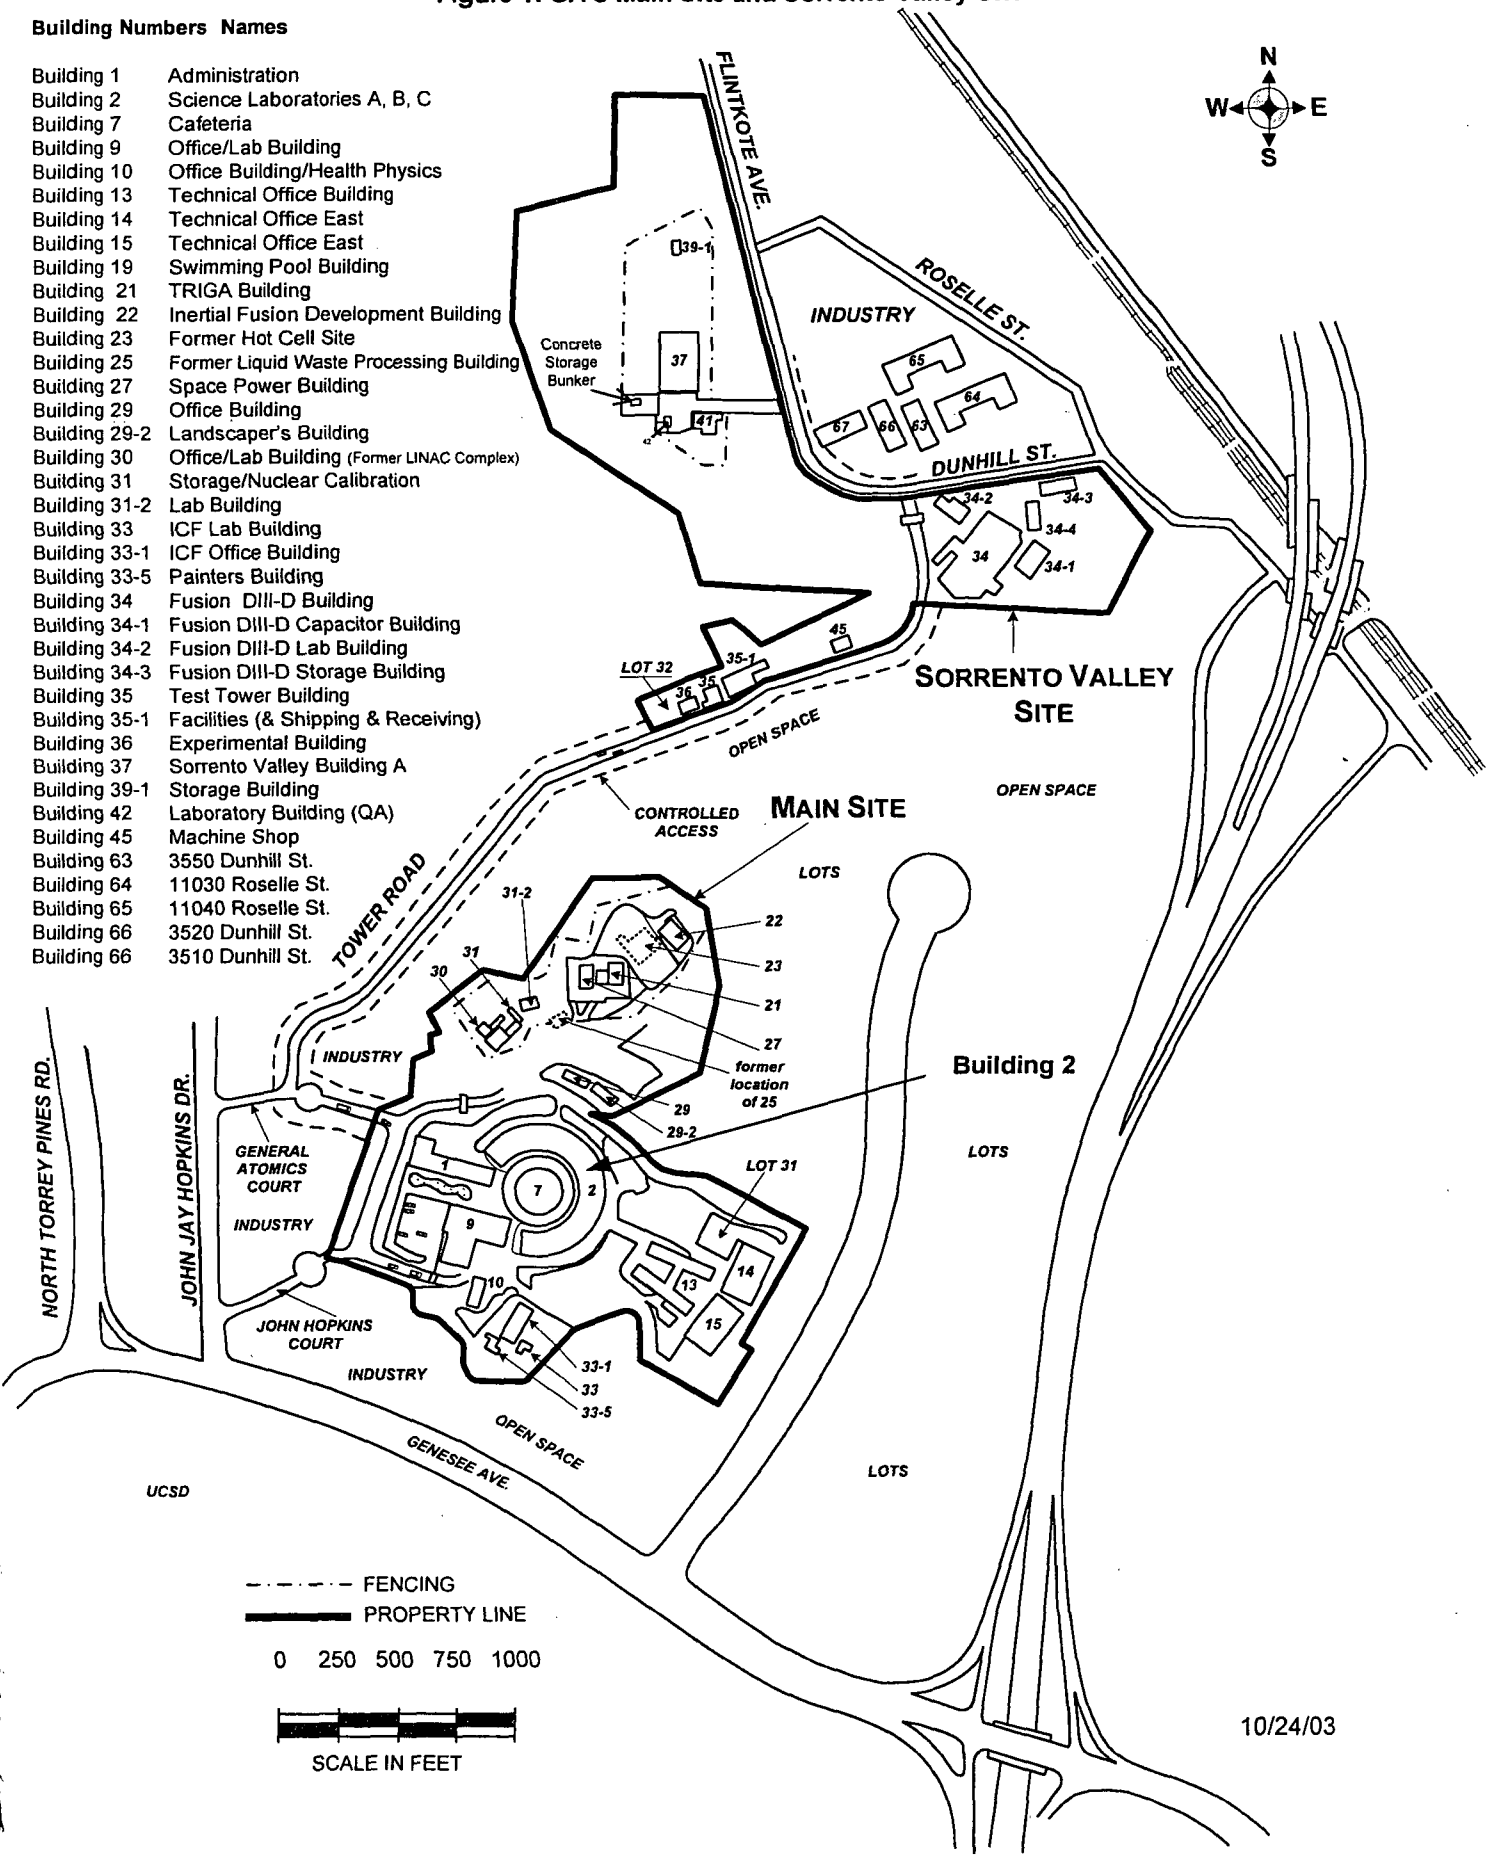 Building Numbers Names
Building 1 Administration
Building 2 Science Laboratories A, B, C
Building 7 Cafeteria
Building 9 Office/Lab Building
Building 10 Office Building/Health Physics
Building 13 Technical Office Building
Building 14 Technical Office East
Building 15 Technical Office East
Building 19 Swimming Pool Building
Building 21 TRIGA Building
Building 22 Inertial Fusion Development Building
Building 23 Former Hot Cell Site
Building 25 Former Liquid Waste Processing Building
Building 27 Space Power Building
Building 29 Office Building
Building 29-2 Landscaper's Building
Building 30 Office/Lab Building (Former LINAC Complex)
Building 31 Storage/Nuclear Calibration
Building 31-2 Lab Building
Building 33 ICF Lab Building
Building 33-1 ICF Office Building
Building 33-5 Painters Building
Building 34 Fusion DIII-D Building
Building 34-1 Fusion DIII-D Capacitor Building
Building 34-2 Fusion DIII-D Lab Building
Building 34-3 Fusion DIII-D Storage Building
Building 35 Test Tower Building
Building 35-1 Facilities (& Shipping & Receiving)
Building 36 Experimental Building
Building 37 Sorrento Valley Building A
Building 39-1 Storage Building
Building 42 Laboratory Building (QA)
Building 45 Machine Shop
Building 63 3550 Dunhill St.
Building 64 11030 Roselle St.
Building 65 11040 Roselle St.
Building 66 3520 Dunhill St.
Building 66 3510 Dunhill St.
N
W E
S
FLINTKOTE AVE.
ROSELLE ST.
INDUSTRY
39-1
Concrete
Storage
Bunker
37
41
42
65
64
67
66
63
DUNHILL ST.
34-2
34-3
34-4
34
34-1
45
35-1
LOT 32
35
36
SORRENTO VALLEY
SITE
OPEN SPACE
OPEN SPACE
CONTROLLED
ACCESS
MAIN SITE
LOTS
TOWER ROAD
31-2
31
30
22
23
21
27
former
location
of 25
29
29-2
Building 2
INDUSTRY
NORTH TORREY PINES RD.
JOHN JAY HOPKINS DR.
GENERAL
ATOMICS
COURT
INDUSTRY
1
7
2
9
10
LOT 31
13
14
15
LOTS
JOHN HOPKINS
COURT
INDUSTRY
33-1
33
33-5
OPEN SPACE
GENESEE AVE.
LOTS
UCSD
FENCING
PROPERTY LINE
0 250 500 750 1000
SCALE IN FEET
10/24/03